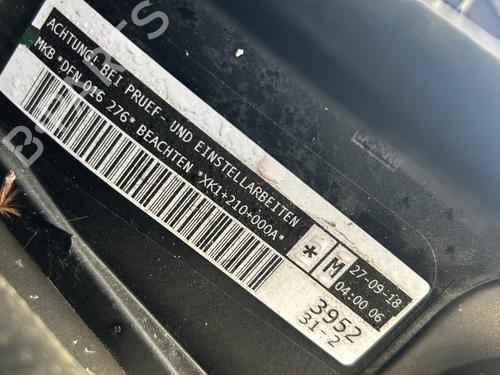 ACHTUNG! BEI PRUEF- UND EINSTELLARBEITEN
MKB *DFN 016 276* BEACHTEN *XK1+210+000A*
* M 27-09-18
04:00 06
3952
31-2